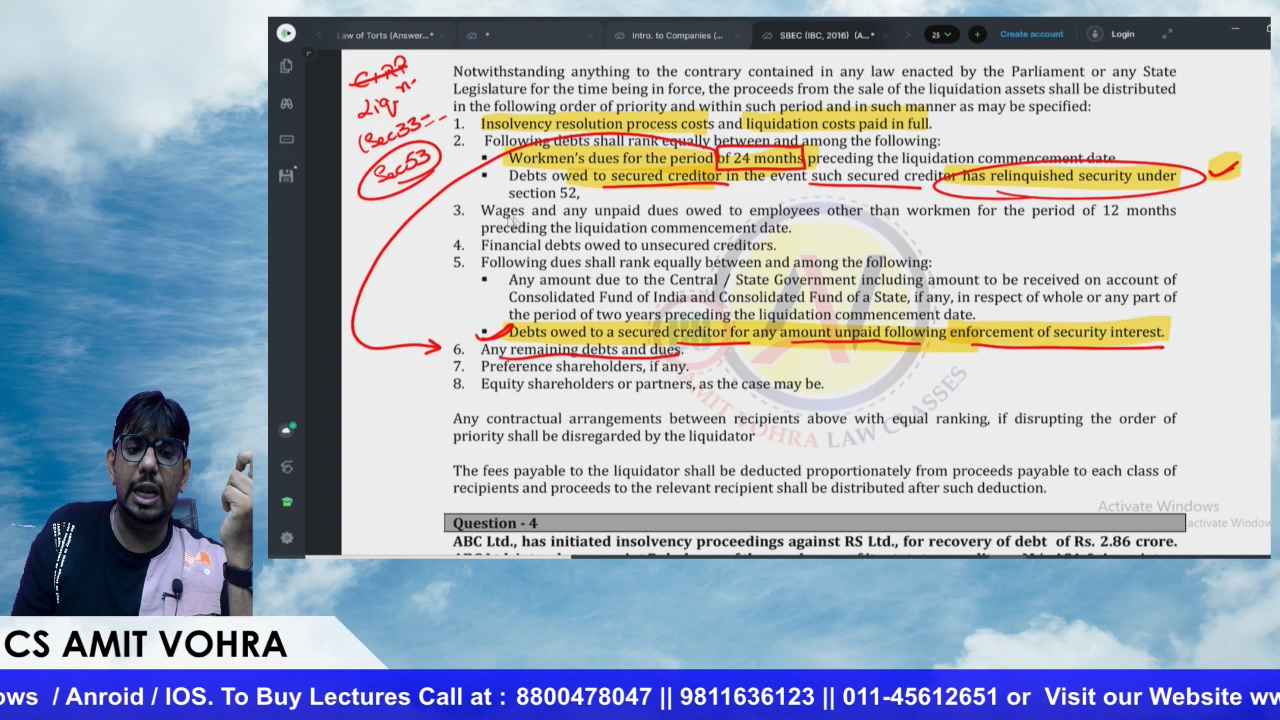 Law of Torts (Answer...*
*
Intro. to Companies (...
SBEC (IBC, 2016) (A...*
25
Create account
Login
CIRP
Liqn
(Sec33--
Sec53
Notwithstanding anything to the contrary contained in any law enacted by the Parliament or any State
Legislature for the time being in force, the proceeds from the sale of the liquidation assets shall be distributed
in the following order of priority and within such period and in such manner as may be specified:
1. Insolvency resolution process costs and liquidation costs paid in full.
2. Following debts shall rank equally between and among the following:
▪ Workmen's dues for the period of 24 months preceding the liquidation commencement date
▪ Debts owed to secured creditor in the event such secured creditor has relinquished security under
section 52,
3. Wages and any unpaid dues owed to employees other than workmen for the period of 12 months
preceding the liquidation commencement date.
4. Financial debts owed to unsecured creditors.
5. Following dues shall rank equally between and among the following:
▪ Any amount due to the Central / State Government including amount to be received on account of
Consolidated Fund of India and Consolidated Fund of a State, if any, in respect of whole or any part of
the period of two years preceding the liquidation commencement date.
▪ Debts owed to a secured creditor for any amount unpaid following enforcement of security interest.
6. Any remaining debts and dues.
7. Preference shareholders, if any.
8. Equity shareholders or partners, as the case may be.
AMIT VOHRA LAW CLASSES
Any contractual arrangements between recipients above with equal ranking, if disrupting the order of
priority shall be disregarded by the liquidator
The fees payable to the liquidator shall be deducted proportionately from proceeds payable to each class of
recipients and proceeds to the relevant recipient shall be distributed after such deduction.
Activate Windows
activate Window
Question - 4
ABC Ltd., has initiated insolvency proceedings against RS Ltd., for recovery of debt of Rs. 2.86 crore.
CS AMIT VOHRA
ows / Anroid / IOS. To Buy Lectures Call at : 8800478047 || 9811636123 || 011-45612651 or Visit our Website ww